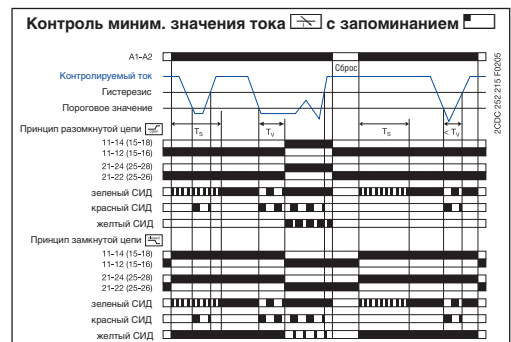 Контроль миним. значения тока с запоминанием
A1-A2
Сброс
Контролируемый ток
Гистерезис
Пороговое значение
Принцип разомкнутой цепи
Ts Tv Ts < Tv
11-14 (15-18)
11-12 (15-16)
21-24 (25-28)
21-22 (25-26)
зеленый СИД
красный СИД
желтый СИД
Принцип замкнутой цепи
11-14 (15-18)
11-12 (15-16)
21-24 (25-28)
21-22 (25-26)
зеленый СИД
красный СИД
желтый СИД
2CDC 252 215 F0205